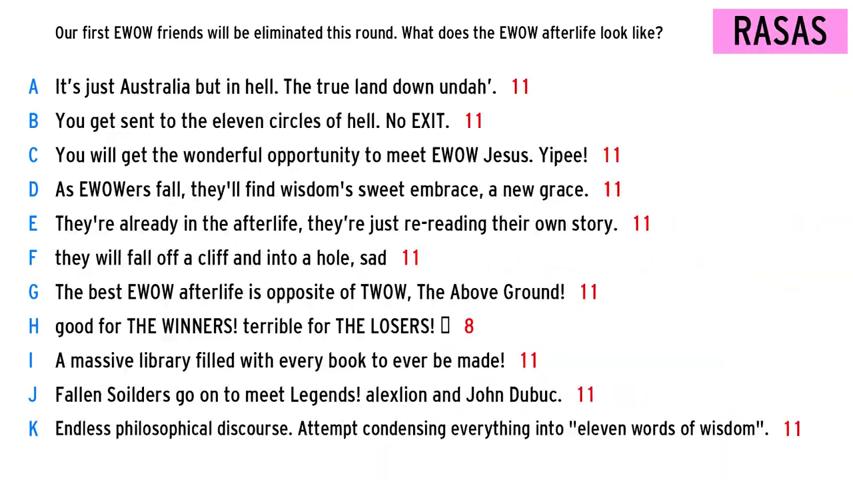 Our first EWOW friends will be eliminated this round. What does the EWOW afterlife look like?
RASAS
A It's just Australia but in hell. The true land down undah'. 11
B You get sent to the eleven circles of hell. No EXIT. 11
C You will get the wonderful opportunity to meet EWOW Jesus. Yipee! 11
D As EWOWers fall, they'll find wisdom's sweet embrace, a new grace. 11
E They're already in the afterlife, they're just re-reading their own story. 11
F they will fall off a cliff and into a hole, sad 11
G The best EWOW afterlife is opposite of TWOW, The Above Ground! 11
H good for THE WINNERS! terrible for THE LOSERS! ▯ 8
I A massive library filled with every book to ever be made! 11
J Fallen Soilders go on to meet Legends! alexlion and John Dubuc. 11
K Endless philosophical discourse. Attempt condensing everything into "eleven words of wisdom". 11